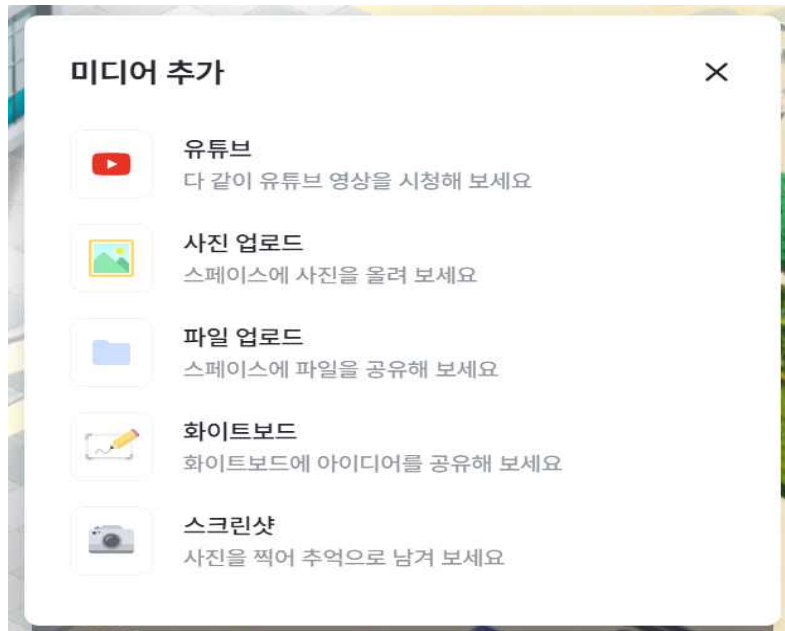 미디어 추가
유튜브
다 같이 유튜브 영상을 시청해 보세요
사진 업로드
스페이스에 사진을 올려 보세요
파일 업로드
스페이스에 파일을 공유해 보세요
화이트보드
화이트보드에 아이디어를 공유해 보세요
스크린샷
사진을 찍어 추억으로 남겨 보세요